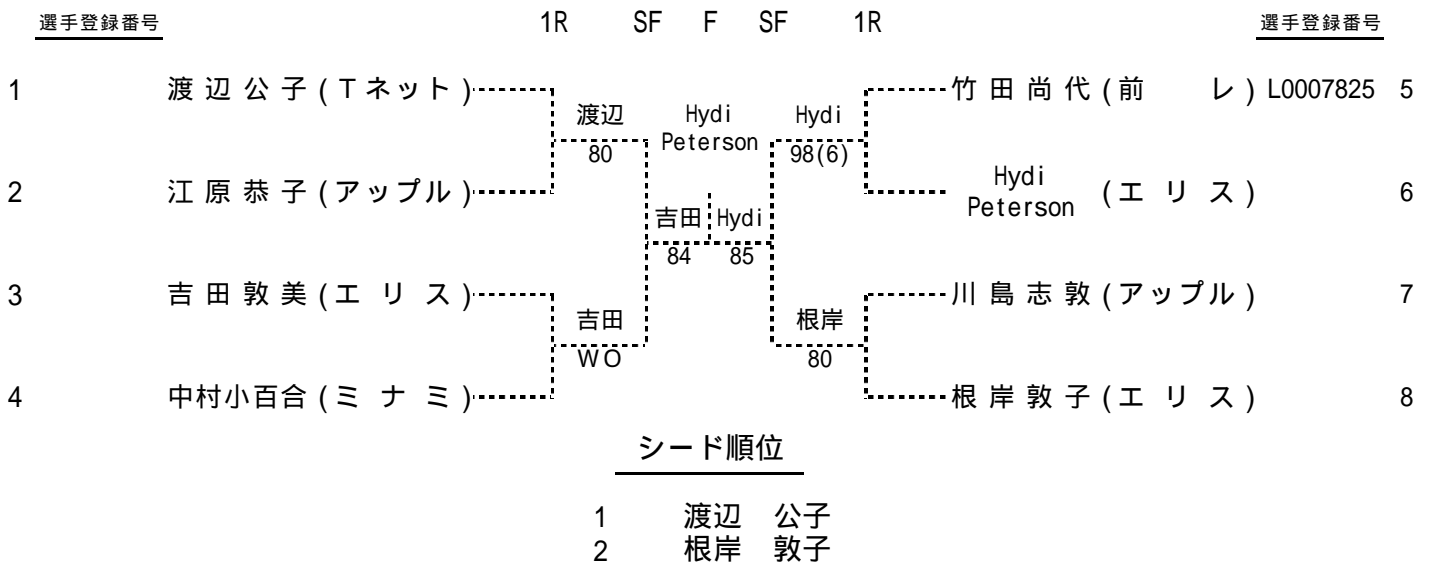 選手登録番号 1R SF F SF 1R 選手登録番号
1 渡辺公子(Tネット) 竹田尚代(前 レ) L0007825 5
渡辺 Hydi Peterson Hydi
80 98(6)
2 江原恭子(アップル) Hydi Peterson (エリス) 6
吉田 Hydi
84 85
3 吉田敦美(エリス) 川島志敦(アップル) 7
吉田 根岸
WO 80
4 中村小百合(ミナミ) 根岸敦子(エリス) 8
シード順位
1 渡辺 公子
2 根岸 敦子